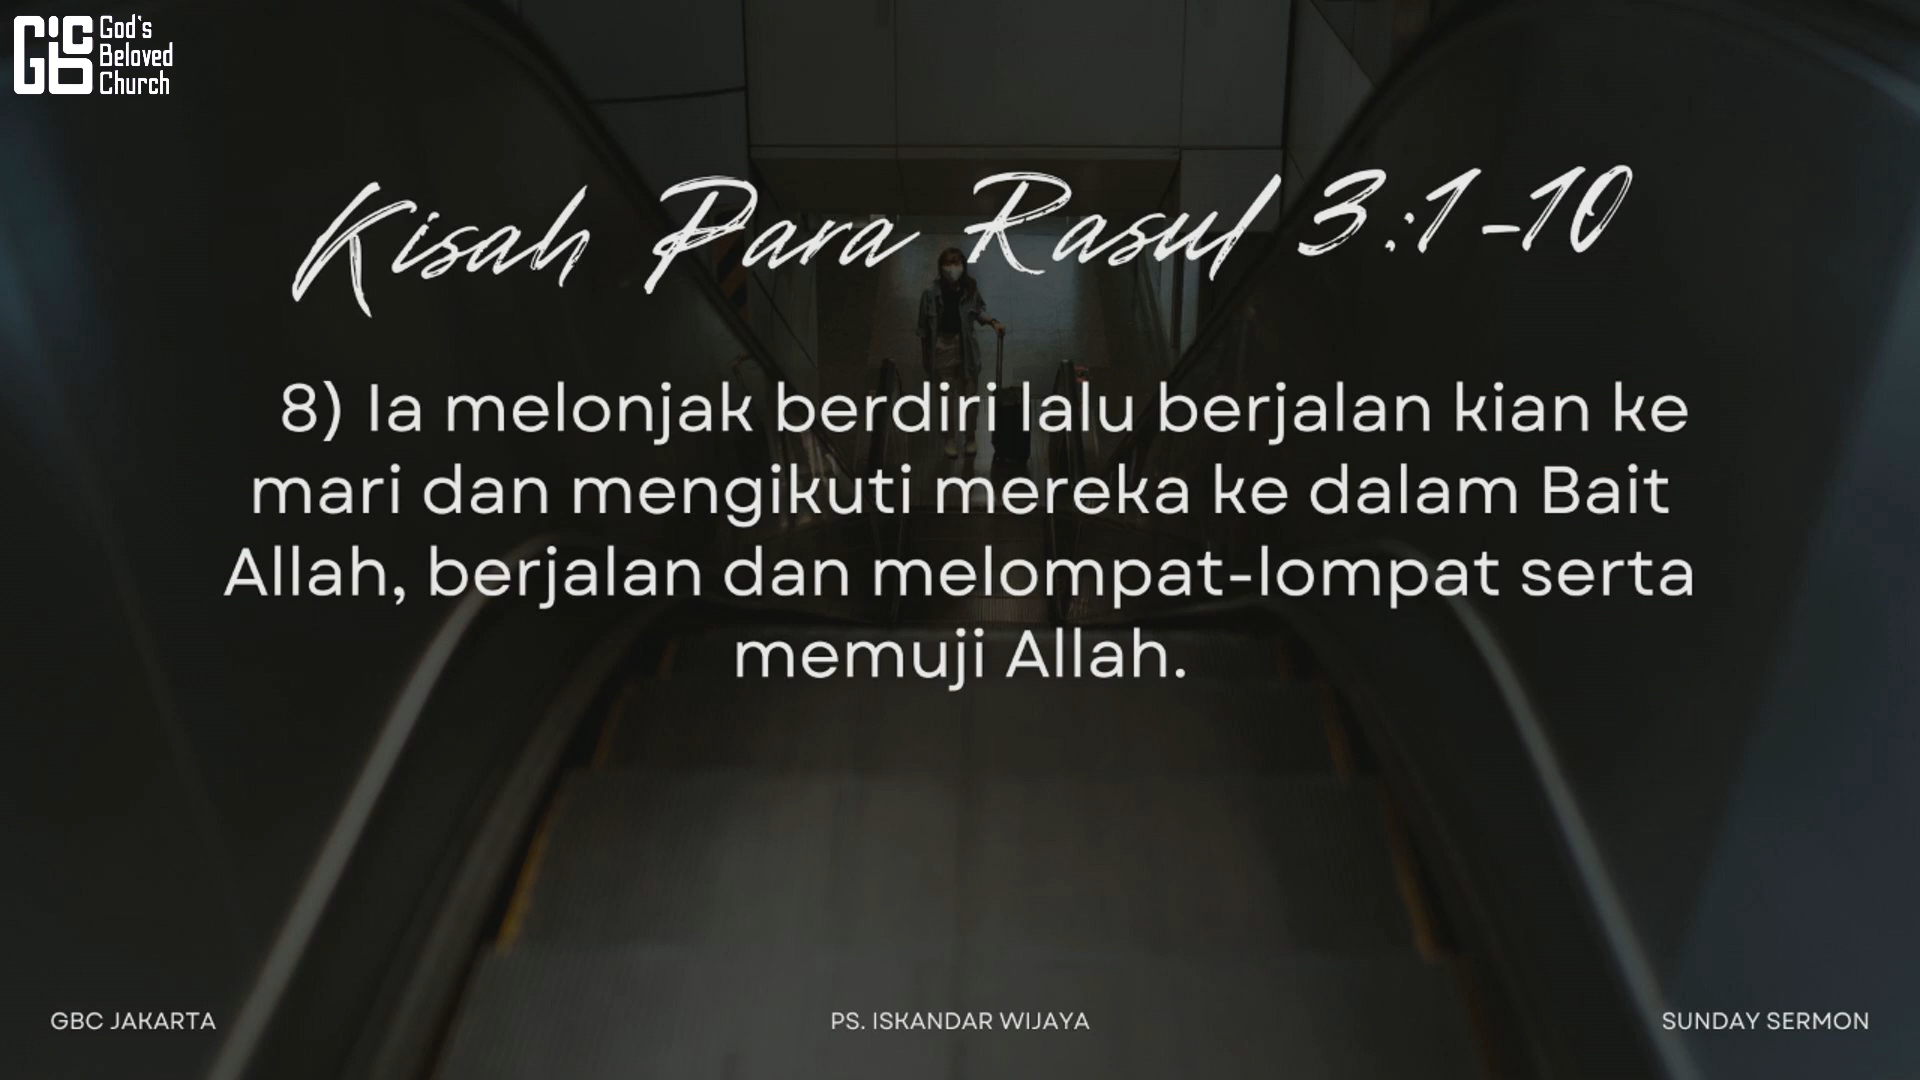 God's
Beloved
Church
Kisah Para Rasul 3:1-10
8) Ia melonjak berdiri lalu berjalan kian ke
mari dan mengikuti mereka ke dalam Bait
Allah, berjalan dan melompat-lompat serta
memuji Allah.
GBC JAKARTA
PS. ISKANDAR WIJAYA
SUNDAY SERMON